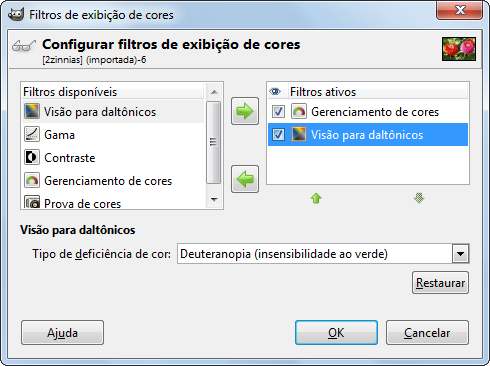 Filtros de exibição de cores
Configurar filtros de exibição de cores
[2zinnias] (importada)-6
Filtros disponíveis
Visão para daltônicos
Gama
Contraste
Gerenciamento de cores
Prova de cores
Filtros ativos
Gerenciamento de cores
Visão para daltônicos
Visão para daltônicos
Tipo de deficiência de cor:
Deuteranopia (insensibilidade ao verde)
Restaurar
Ajuda
OK
Cancelar